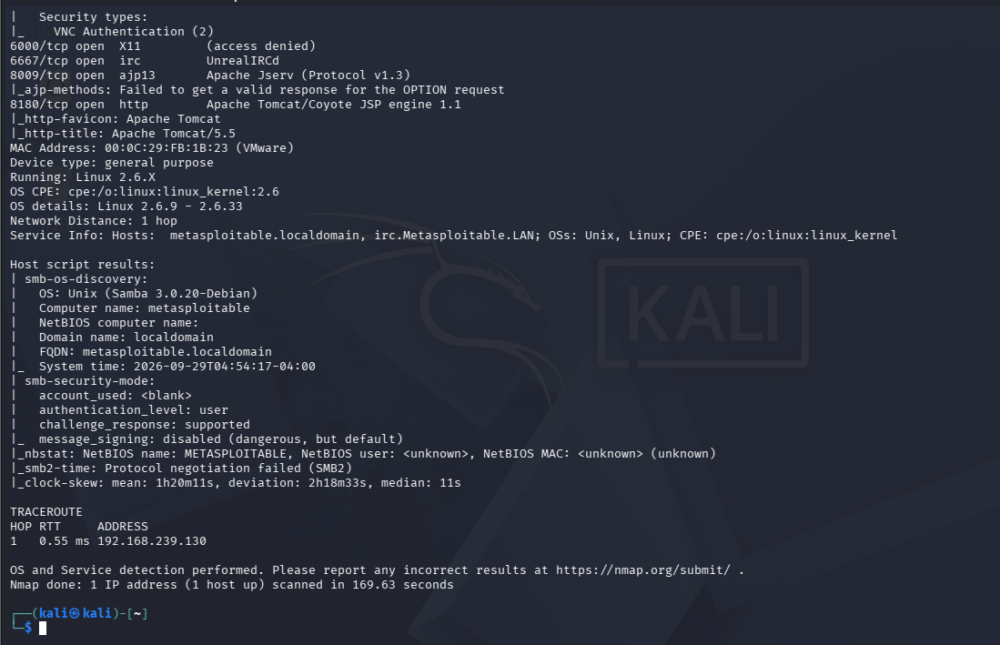 |   Security types:
|_    VNC Authentication (2)
6000/tcp open  X11         (access denied)
6667/tcp open  irc         UnrealIRCd
8009/tcp open  ajp13       Apache Jserv (Protocol v1.3)
|_ajp-methods: Failed to get a valid response for the OPTION request
8180/tcp open  http        Apache Tomcat/Coyote JSP engine 1.1
|_http-favicon: Apache Tomcat
|_http-title: Apache Tomcat/5.5
MAC Address: 00:0C:29:FB:1B:23 (VMware)
Device type: general purpose
Running: Linux 2.6.X
OS CPE: cpe:/o:linux:linux_kernel:2.6
OS details: Linux 2.6.9 - 2.6.33
Network Distance: 1 hop
Service Info: Hosts:  metasploitable.localdomain, irc.Metasploitable.LAN; OSs: Unix, Linux; CPE: cpe:/o:linux:linux_kernel

Host script results:
| smb-os-discovery:
|   OS: Unix (Samba 3.0.20-Debian)
|   Computer name: metasploitable
|   NetBIOS computer name:
|   Domain name: localdomain
|   FQDN: metasploitable.localdomain
|_  System time: 2026-09-29T04:54:17-04:00
| smb-security-mode:
|   account_used: <blank>
|   authentication_level: user
|   challenge_response: supported
|_  message_signing: disabled (dangerous, but default)
|_nbstat: NetBIOS name: METASPLOITABLE, NetBIOS user: <unknown>, NetBIOS MAC: <unknown> (unknown)
|_smb2-time: Protocol negotiation failed (SMB2)
|_clock-skew: mean: 1h20m11s, deviation: 2h18m33s, median: 11s

TRACEROUTE
HOP RTT     ADDRESS
1   0.55 ms 192.168.239.130

OS and Service detection performed. Please report any incorrect results at https://nmap.org/submit/ .
Nmap done: 1 IP address (1 host up) scanned in 169.63 seconds

┌──(kali㉿kali)-[~]
└─$
KALI